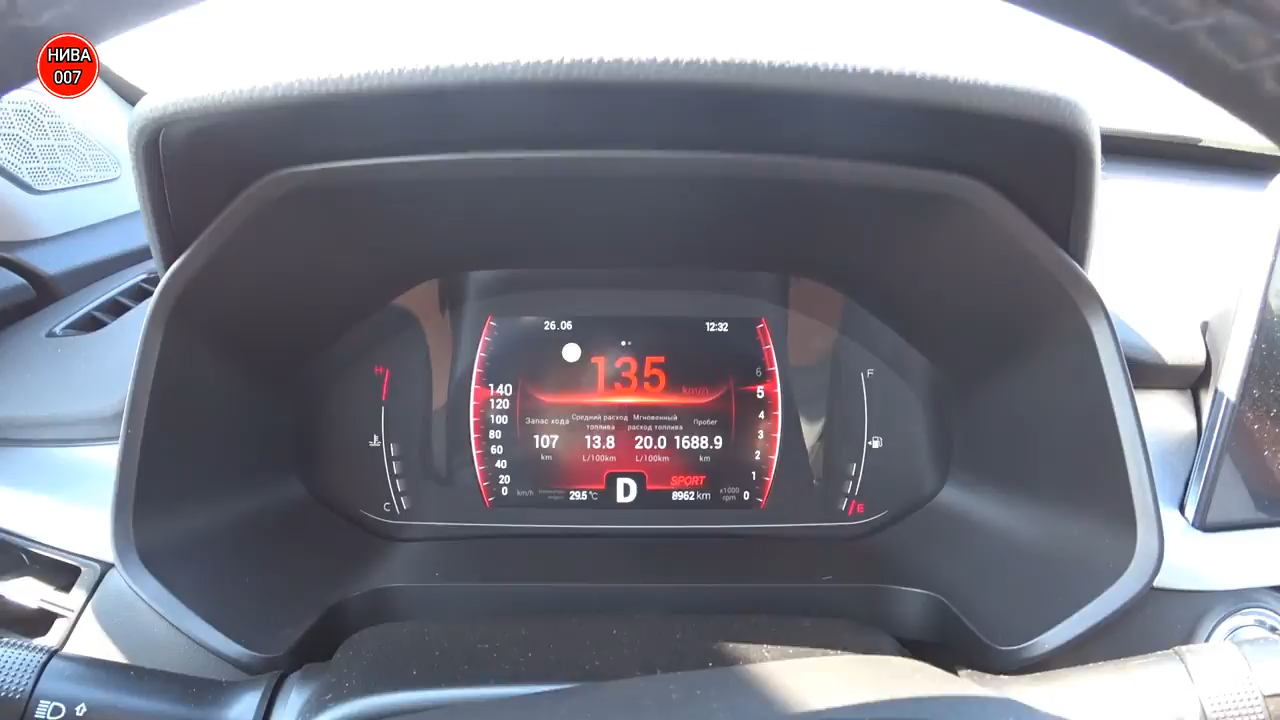 НИВА
007
26.06
12:32
135 km/h
140
120
100
80
60
40
20
0
km/h
6
5
4
3
2
1
0
x1000
rpm
Запас хода
107
km
Средний расход
топлива
13.8
L/100km
Мгновенный
расход топлива
20.0
L/100km
Пробег
1688.9
km
29.5 °C
D
SPORT
8962 km
H
C
F
E